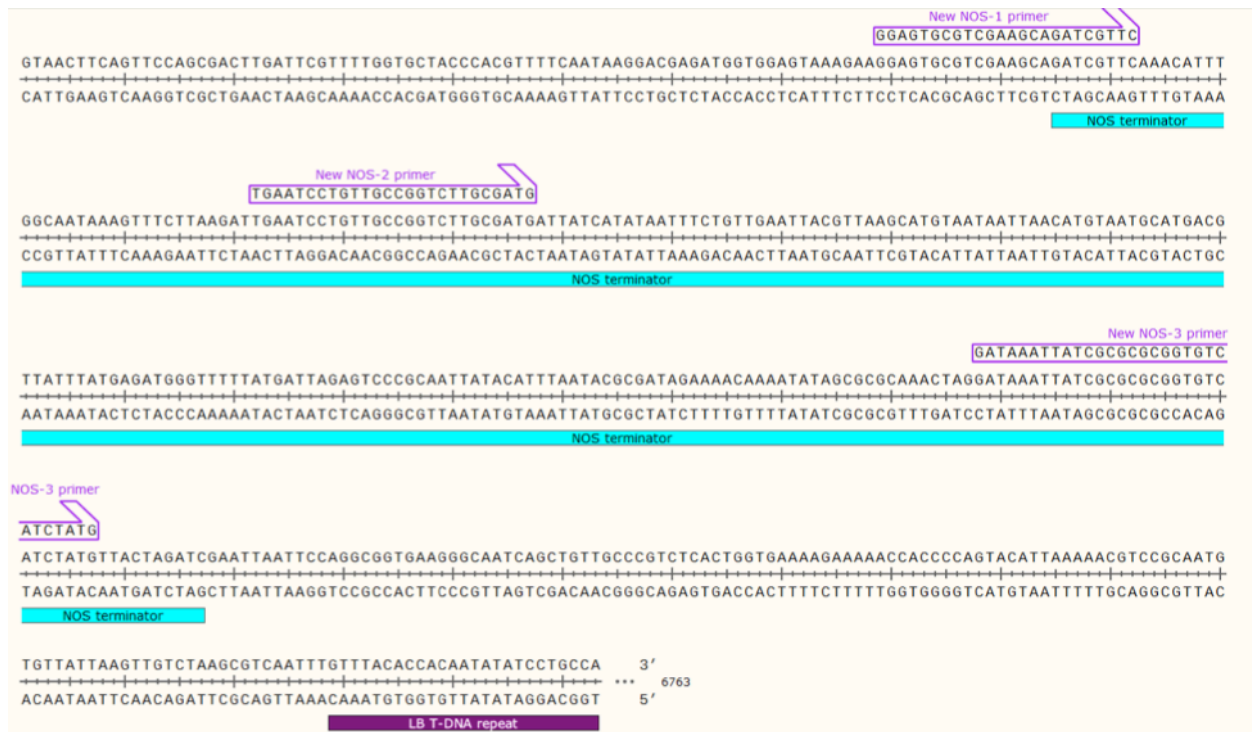 New NOS-1 primer
GGAGTGCGTCGAAGCAGATCGTTC
GTAACTTCAGTTCCAGCGACTTGATTCGTTTTGGTGCTACCCACGTTTTCAATAAGGACGAGATGGTGGAGTAAAGAAGGAGTGCGTCGAAGCAGATCGTTCAAACATTT
CATTGAAGTCAAGGTCGCTGAACTAAGCAAAACCACGATGGGTGCAAAAGTTATTCCTGCTCTACCACCTCATTTCTTCCTCACGCAGCTTCGTCTAGCAAGTTTGTAAA
NOS terminator
New NOS-2 primer
TGAATCCTGTTGCCGGTCTTGCGATG
GGCAATAAAGTTTCTTAAGATTGAATCCTGTTGCCGGTCTTGCGATGATTATCATATAATTTCTGTTGAATTACGTTAAGCATGTAATAATTAACATGTAATGCATGACG
CCGTTATTTCAAAGAATTCTAACTTAGGACAACGGCCAGAACGCTACTAATAGTATATTAAAGACAACTTAATGCAATTCGTACATTATTAATTGTACATTACGTACTGC
NOS terminator
New NOS-3 primer
GATAAATTATCGCGCGCGGTGTC
TTATTTATGAGATGGGTTTTTATGATTAGAGTCCCGCAATTATACATTTAATACGCGATAGAAAACAAAATATAGCGCGCAAACTAGGATAAATTATCGCGCGCGGTGTC
AATAAATACTCTACCCAAAAATACTAATCTCAGGGCGTTAATATGTAAATTATGCGCTATCTTTTGTTTTATATCGCGCGTTTGATCCTATTTAATAGCGCGCGCCACAG
NOS terminator
NOS-3 primer
ATCTATG
ATCTATGTTACTAGATCGAATTAATTCCAGGCGGTGAAGGGCAATCAGCTGTTGCCCGTCTCACTGGTGAAAAGAAAAACCACCCCAGTACATTAAAAACGTCCGCAATG
TAGATACAATGATCTAGCTTAATTAAGGTCCGCCACTTCCCGTTAGTCGACAACGGGCAGAGTGACCACTTTTCTTTTTGGTGGGGTCATGTAATTTTTGCAGGCGTTAC
NOS terminator
TGTTATTAAGTTGTCTAAGCGTCAATTTGTTTACACCACAATATATCCTGCCA 3′
... 6763
ACAATAATTCAACAGATTCGCAGTTAAACAAATGTGGTGTTATATAGGACGGT 5′
LB T-DNA repeat